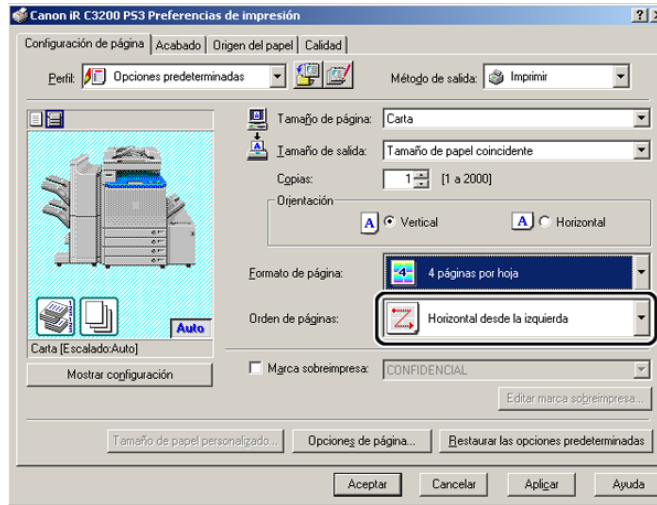 Canon iR C3200 PS3 Preferencias de impresión
Configuración de página Acabado Origen del papel Calidad
Perfil: Opciones predeterminadas Método de salida: Imprimir
Tamaño de página: Carta
Tamaño de salida: Tamaño de papel coincidente
Copias: 1 [1 a 2000]
Orientación
A Vertical A Horizontal
Formato de página: 4 4 páginas por hoja
Orden de páginas: Horizontal desde la izquierda
Auto
Carta [Escalado:Auto]
Mostrar configuración Marca sobreimpresa: CONFIDENCIAL
Editar marca sobreimpresa...
Tamaño de papel personalizado... Opciones de página... Restaurar las opciones predeterminadas
Aceptar Cancelar Aplicar Ayuda